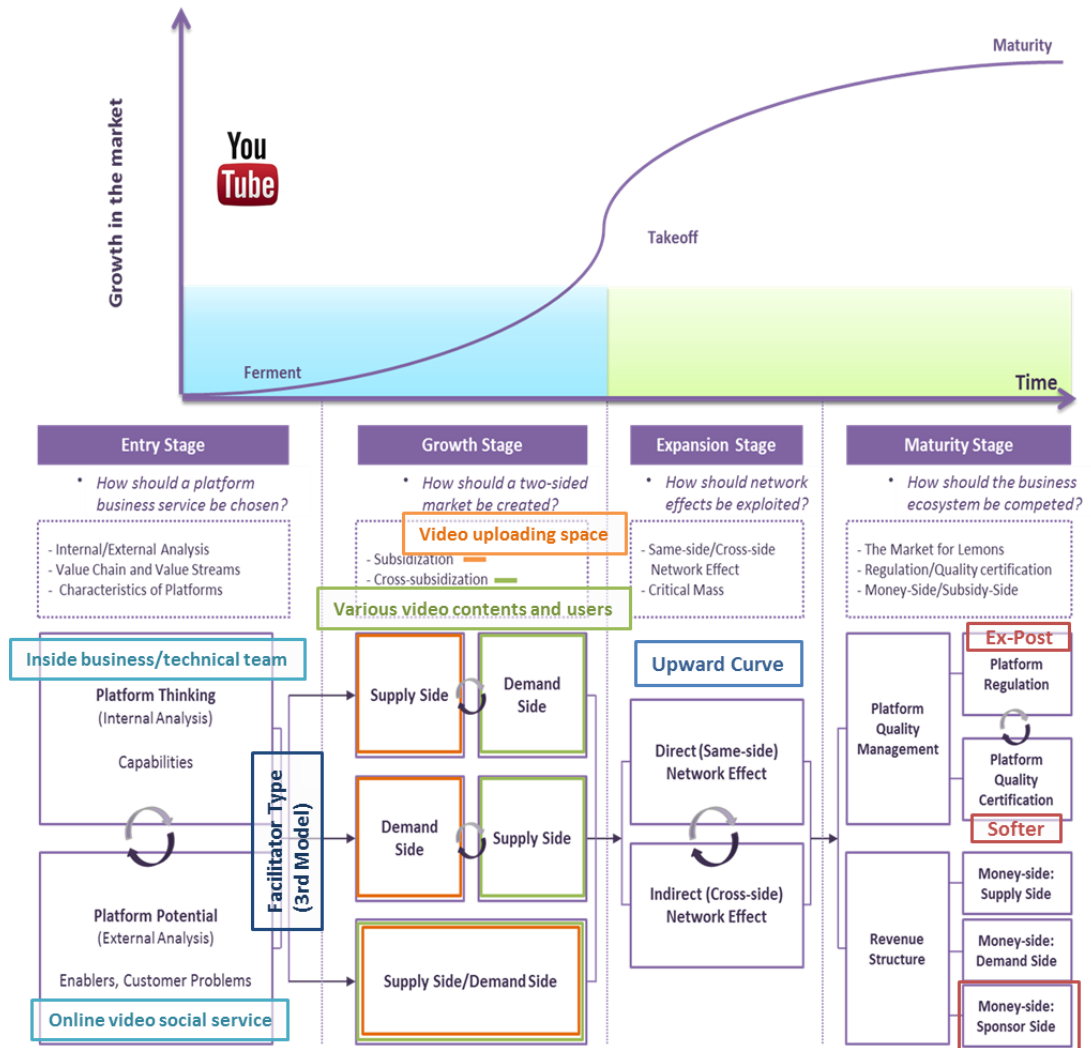 Growth in the market
You
Tube
Maturity
Takeoff
Ferment
Time
Entry Stage
• How should a platform
business service be chosen?
- Internal/External Analysis
- Value Chain and Value Streams
- Characteristics of Platforms
Inside business/technical team
Platform Thinking
(Internal Analysis)
Capabilities
Platform Potential
(External Analysis)
Enablers, Customer Problems
Online video social service
Facilitator Type
(3rd Model)
Growth Stage
• How should a two-sided
market be created?
Video uploading space
- Subsidization
- Cross-subsidization
Various video contents and users
Supply Side
Demand
Side
Demand
Side
Supply Side
Supply Side/Demand Side
Expansion Stage
• How should network
effects be exploited?
- Same-side/Cross-side
Network Effect
- Critical Mass
Upward Curve
Direct (Same-side)
Network Effect
Indirect (Cross-side)
Network Effect
Maturity Stage
• How should the business
ecosystem be competed?
- The Market for Lemons
- Regulation/Quality certification
- Money-Side/Subsidy-Side
Platform
Quality
Management
Ex-Post
Platform
Regulation
Platform
Quality
Certification
Softer
Revenue
Structure
Money-side:
Supply Side
Money-side:
Demand Side
Money-side:
Sponsor Side